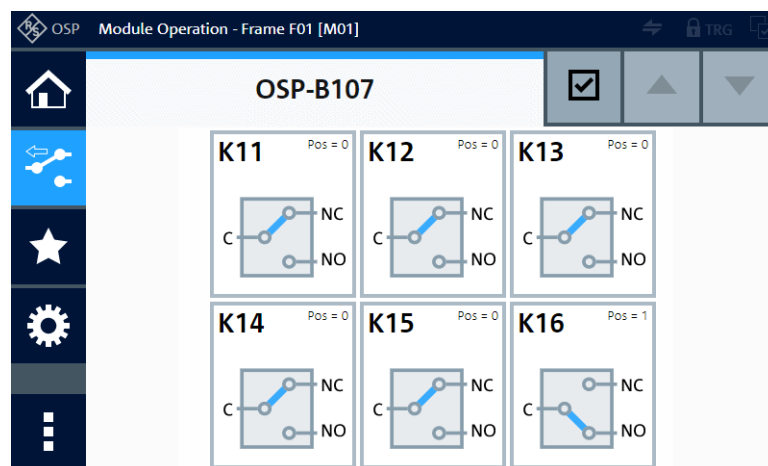 R&S OSP Module Operation - Frame F01 [M01] TRG
OSP-B107
K11 Pos = 0 K12 Pos = 0 K13 Pos = 0
NC NC NC
C C C
NO NO NO
K14 Pos = 0 K15 Pos = 0 K16 Pos = 1
NC NC NC
C C C
NO NO NO